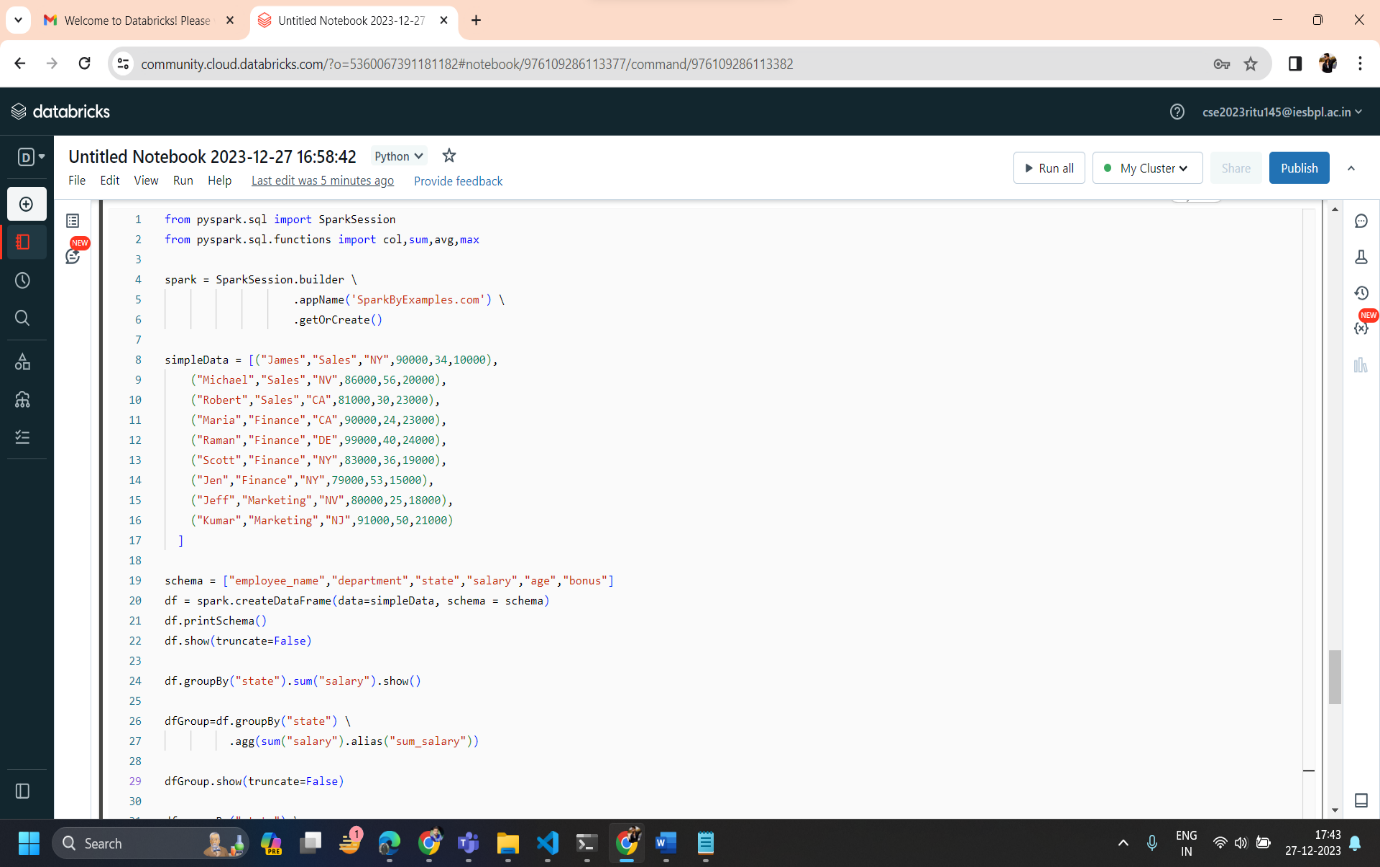 Welcome to Databricks! Please
Untitled Notebook 2023-12-27
community.cloud.databricks.com/?o=5360067391181182#notebook/976109286113377/command/976109286113382
databricks
cse2023ritu145@iesbpl.ac.in
D
Untitled Notebook 2023-12-27 16:58:42 Python
File Edit View Run Help Last edit was 5 minutes ago Provide feedback
Run all My Cluster Share Publish
NEW
NEW
1 from pyspark.sql import SparkSession
2 from pyspark.sql.functions import col,sum,avg,max
3
4 spark = SparkSession.builder \
5 .appName('SparkByExamples.com') \
6 .getOrCreate()
7
8 simpleData = [("James","Sales","NY",90000,34,10000),
9 ("Michael","Sales","NV",86000,56,20000),
10 ("Robert","Sales","CA",81000,30,23000),
11 ("Maria","Finance","CA",90000,24,23000),
12 ("Raman","Finance","DE",99000,40,24000),
13 ("Scott","Finance","NY",83000,36,19000),
14 ("Jen","Finance","NY",79000,53,15000),
15 ("Jeff","Marketing","NV",80000,25,18000),
16 ("Kumar","Marketing","NJ",91000,50,21000)
17 ]
18
19 schema = ["employee_name","department","state","salary","age","bonus"]
20 df = spark.createDataFrame(data=simpleData, schema = schema)
21 df.printSchema()
22 df.show(truncate=False)
23
24 df.groupBy("state").sum("salary").show()
25
26 dfGroup=df.groupBy("state") \
27 .agg(sum("salary").alias("sum_salary"))
28
29 dfGroup.show(truncate=False)
30
Search
PRE
1
ENG
IN
17:43
27-12-2023